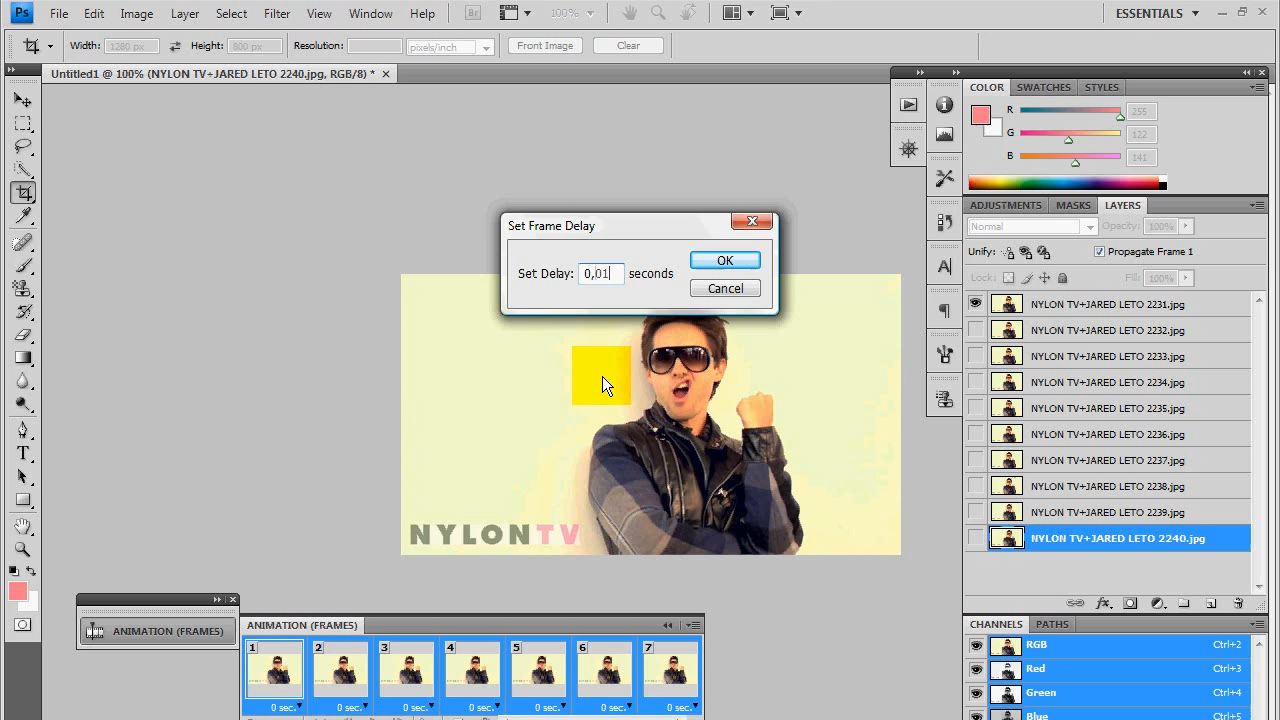 Ps File Edit Image Layer Select Filter View Window Help Br 100% ESSENTIALS
Width: 1280 px Height: 800 px Resolution: pixels/inch Front Image Clear
Untitled1 @ 100% (NYLON TV+JARED LETO 2240.jpg, RGB/8) *
COLOR SWATCHES STYLES
R 255
G 122
B 141
ADJUSTMENTS MASKS LAYERS
Normal Opacity: 100%
Unify: Propagate Frame 1
Lock: Fill: 100%
Set Frame Delay
Set Delay: 0,01 seconds
OK
Cancel
NYLON TV+JARED LETO 2231.jpg
NYLON TV+JARED LETO 2232.jpg
NYLON TV+JARED LETO 2233.jpg
NYLON TV+JARED LETO 2234.jpg
NYLON TV+JARED LETO 2235.jpg
NYLON TV+JARED LETO 2236.jpg
NYLON TV+JARED LETO 2237.jpg
NYLON TV+JARED LETO 2238.jpg
NYLON TV+JARED LETO 2239.jpg
NYLON TV+JARED LETO 2240.jpg
NYLONTV
ANIMATION (FRAMES)
ANIMATION (FRAMES)
1 2 3 4 5 6 7
0 sec. 0 sec. 0 sec. 0 sec. 0 sec. 0 sec. 0 sec.
CHANNELS PATHS
RGB Ctrl+2
Red Ctrl+3
Green Ctrl+4
Blue Ctrl+5